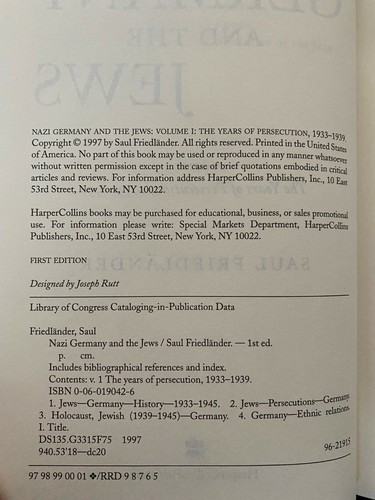 GERMANY
AND THE
JEWS
NAZI GERMANY AND THE JEWS: VOLUME I: THE YEARS OF PERSECUTION, 1933–1939.
Copyright © 1997 by Saul Friedländer. All rights reserved. Printed in the United States
of America. No part of this book may be used or reproduced in any manner whatsoever
without written permission except in the case of brief quotations embodied in critical
articles and reviews. For information address HarperCollins Publishers, Inc., 10 East
53rd Street, New York, NY 10022.
HarperCollins books may be purchased for educational, business, or sales promotional
use. For information please write: Special Markets Department, HarperCollins
Publishers, Inc., 10 East 53rd Street, New York, NY 10022.
FIRST EDITION
SAUL FRIEDLÄNDER
Designed by Joseph Rutt
Library of Congress Cataloging-in-Publication Data
Friedländer, Saul
Nazi Germany and the Jews / Saul Friedländer. — 1st ed.
p. cm.
Includes bibliographical references and index.
Contents: v. 1 The years of persecution, 1933–1939.
ISBN 0-06-019042-6
1. Jews—Germany—History—1933–1945. 2. Jews—Persecutions—Germany.
3. Holocaust, Jewish (1939–1945)—Germany. 4. Germany—Ethnic relations.
I. Title.
DS135.G3315F75 1997
940.53'18—dc20
96-21915
97 98 99 00 01 ❖/RRD 9 8 7 6 5